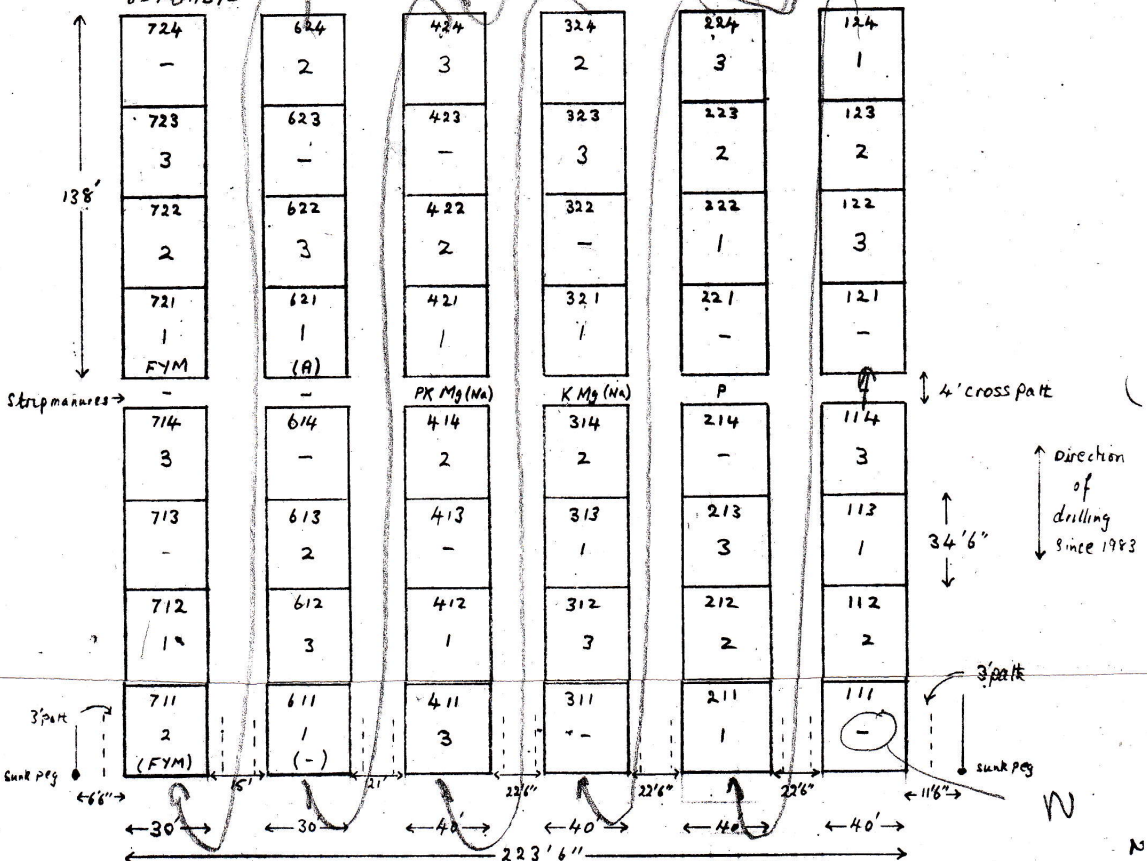 724 624 424 324 224 124
- 2 3 2 3 1
723 623 423 323 223 123
3 - - 3 2 2
138'
722 622 422 322 222 122
2 3 2 - 1 3
721 621 421 321 221 121
1 1 1 1 - -
FYM (A)
Strip manures → - - PK Mg (Na) K Mg (Na) P 4' cross path
714 614 414 314 214 114
3 - 2 2 - 3
Direction
of
drilling
since 1983
713 613 413 313 213 113
- 2 - 1 3 1
34'6"
712 612 412 312 212 112
1 3 1 3 2 2
3' path
711 611 411 311 211 111
3' path
2 1 3 - 1 -
(FYM) (-)
sunk peg sunk peg
6'6" 15' 21' 22'6" 22'6" 22'6" 11'6"
N
30' 30 40' 40' 40 40'
223'6"
N